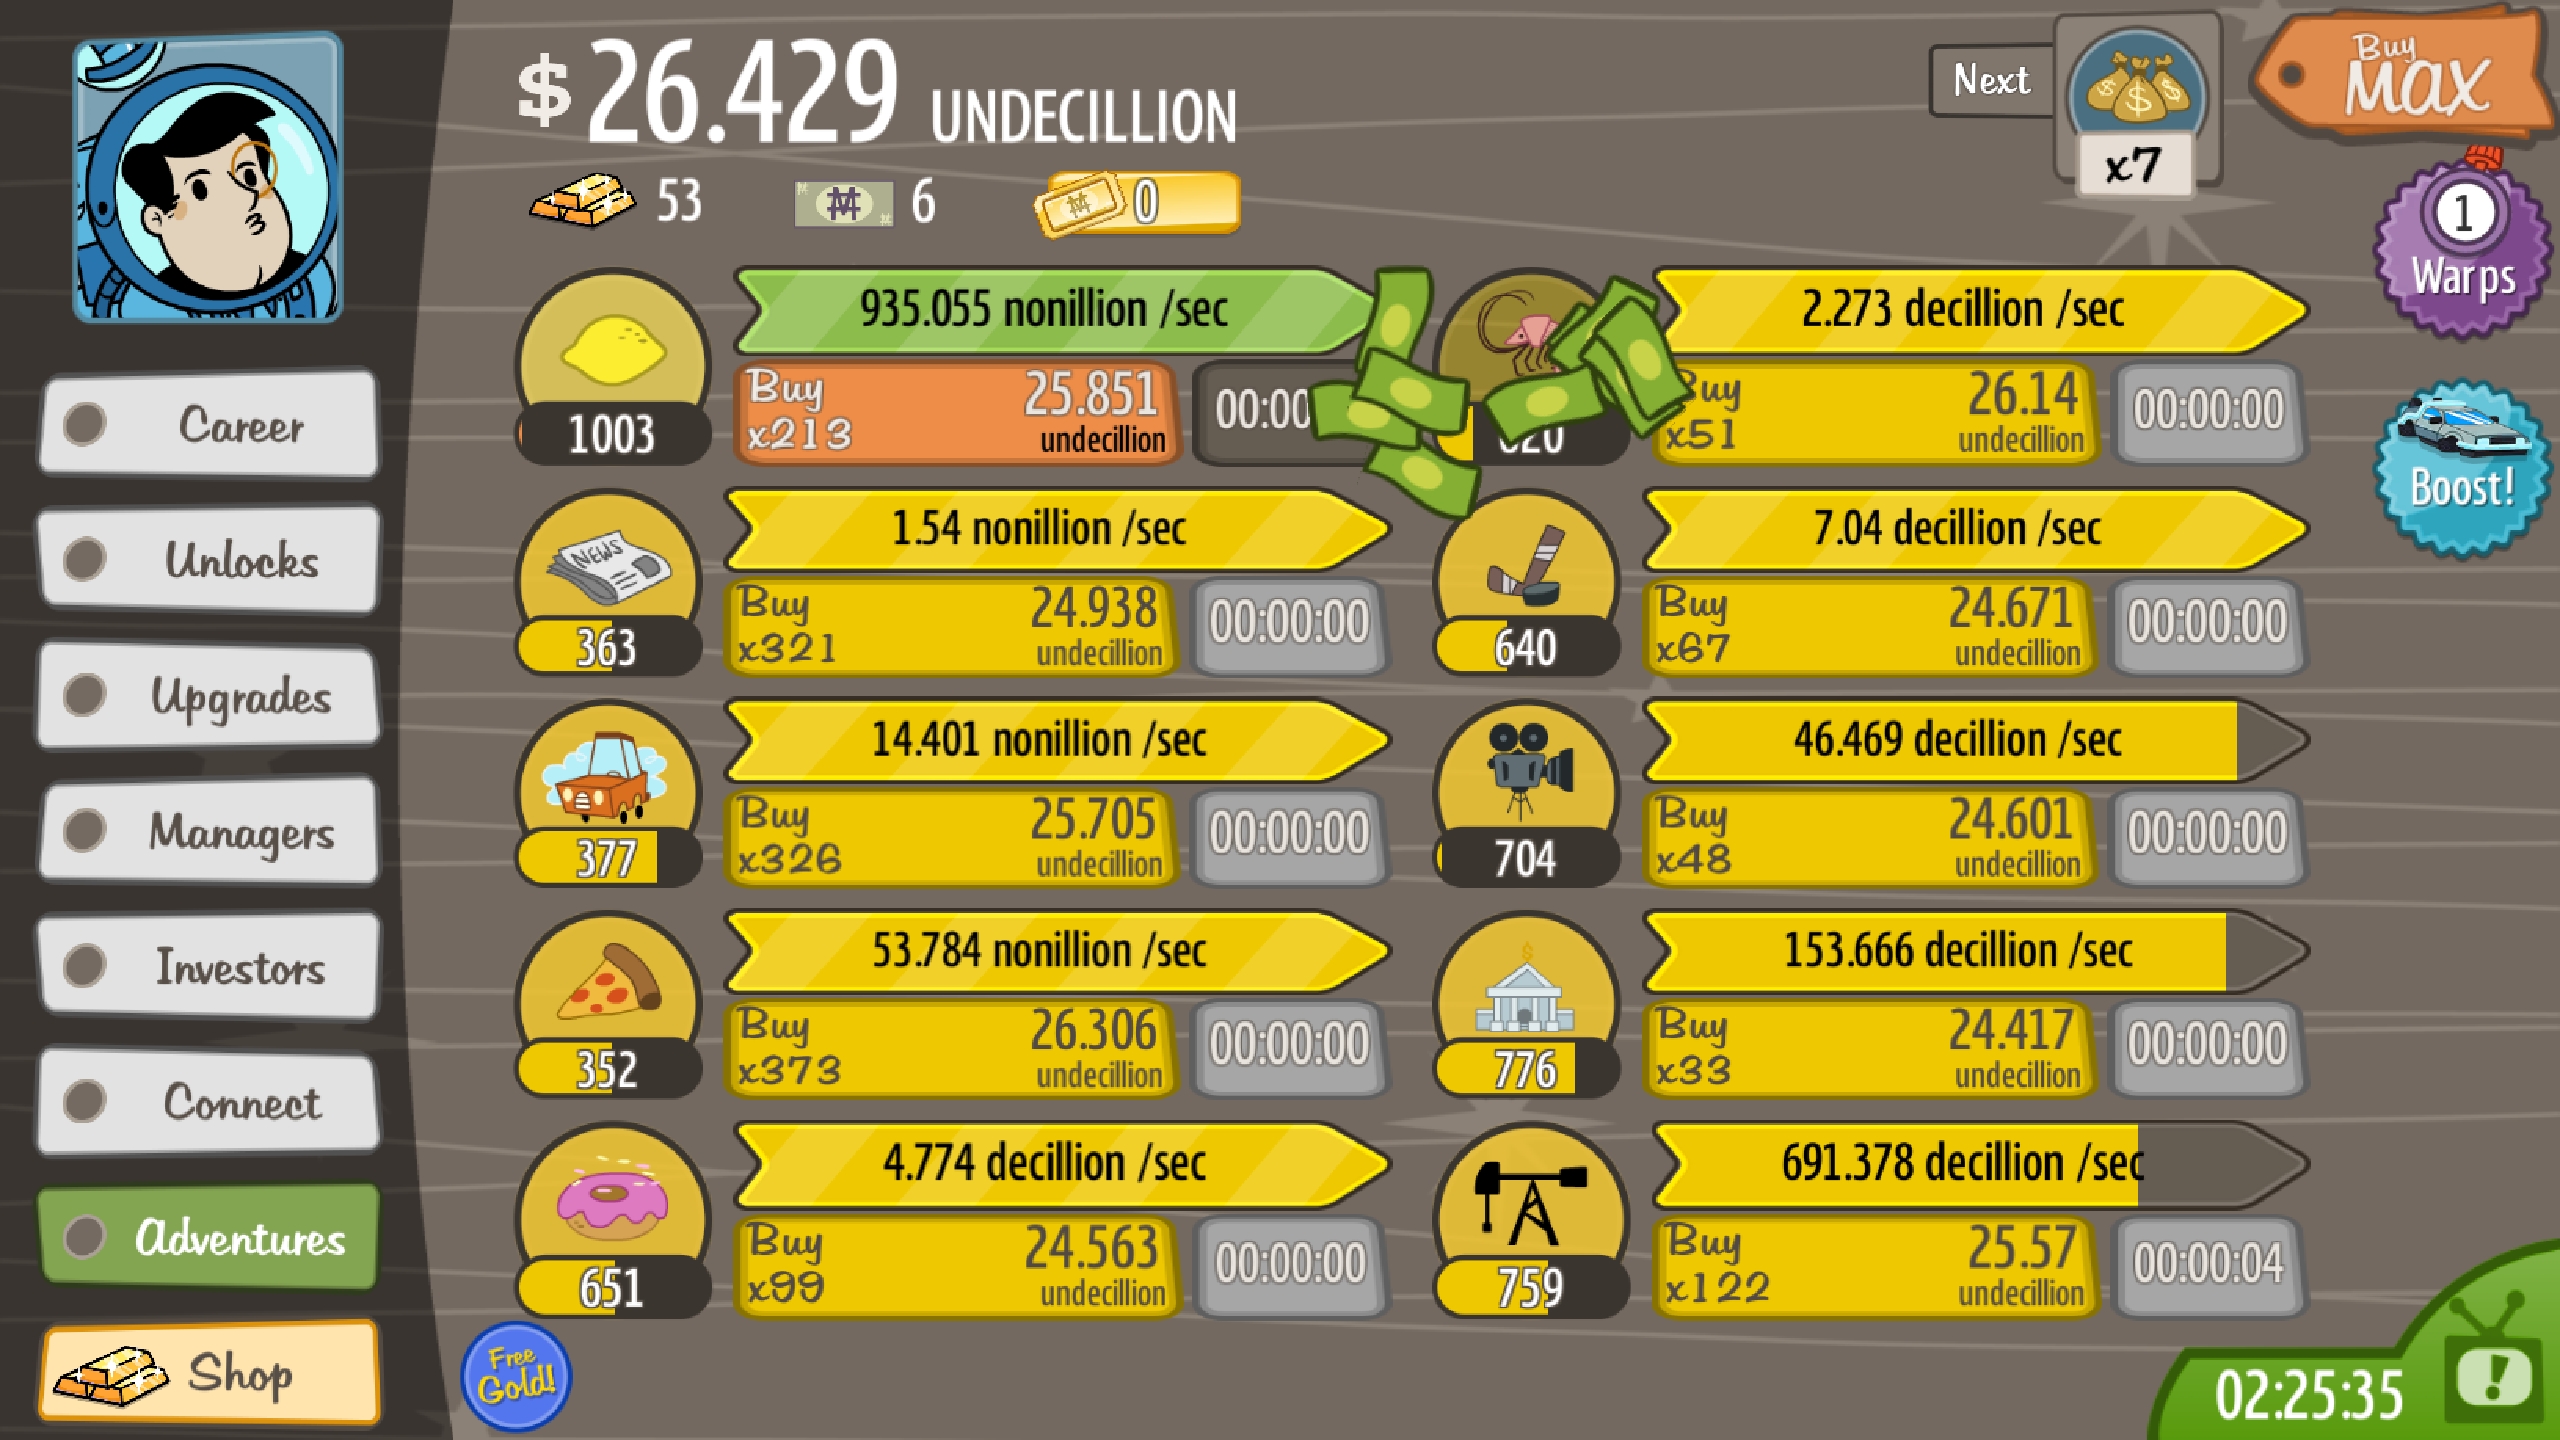 $26.429 UNDECILLION
Next
Buy
MAX
x7
53
6
0
1
Warps
Boost!
Career
Unlocks
Upgrades
Managers
Investors
Connect
Adventures
Shop
935.055 nonillion /sec
Buy
x213
25.851
undecillion
00:00
1003
2.273 decillion /sec
Buy
x51
26.14
undecillion
00:00:00
NEWS
1.54 nonillion /sec
Buy
x321
24.938
undecillion
00:00:00
363
7.04 decillion /sec
Buy
x67
24.671
undecillion
00:00:00
640
14.401 nonillion /sec
Buy
x326
25.705
undecillion
00:00:00
377
46.469 decillion /sec
Buy
x48
24.601
undecillion
00:00:00
704
53.784 nonillion /sec
Buy
x373
26.306
undecillion
00:00:00
352
153.666 decillion /sec
Buy
x33
24.417
undecillion
00:00:00
776
4.774 decillion /sec
Buy
x99
24.563
undecillion
00:00:00
651
691.378 decillion /sec
Buy
x122
25.57
undecillion
00:00:04
759
Free
Gold!
02:25:35